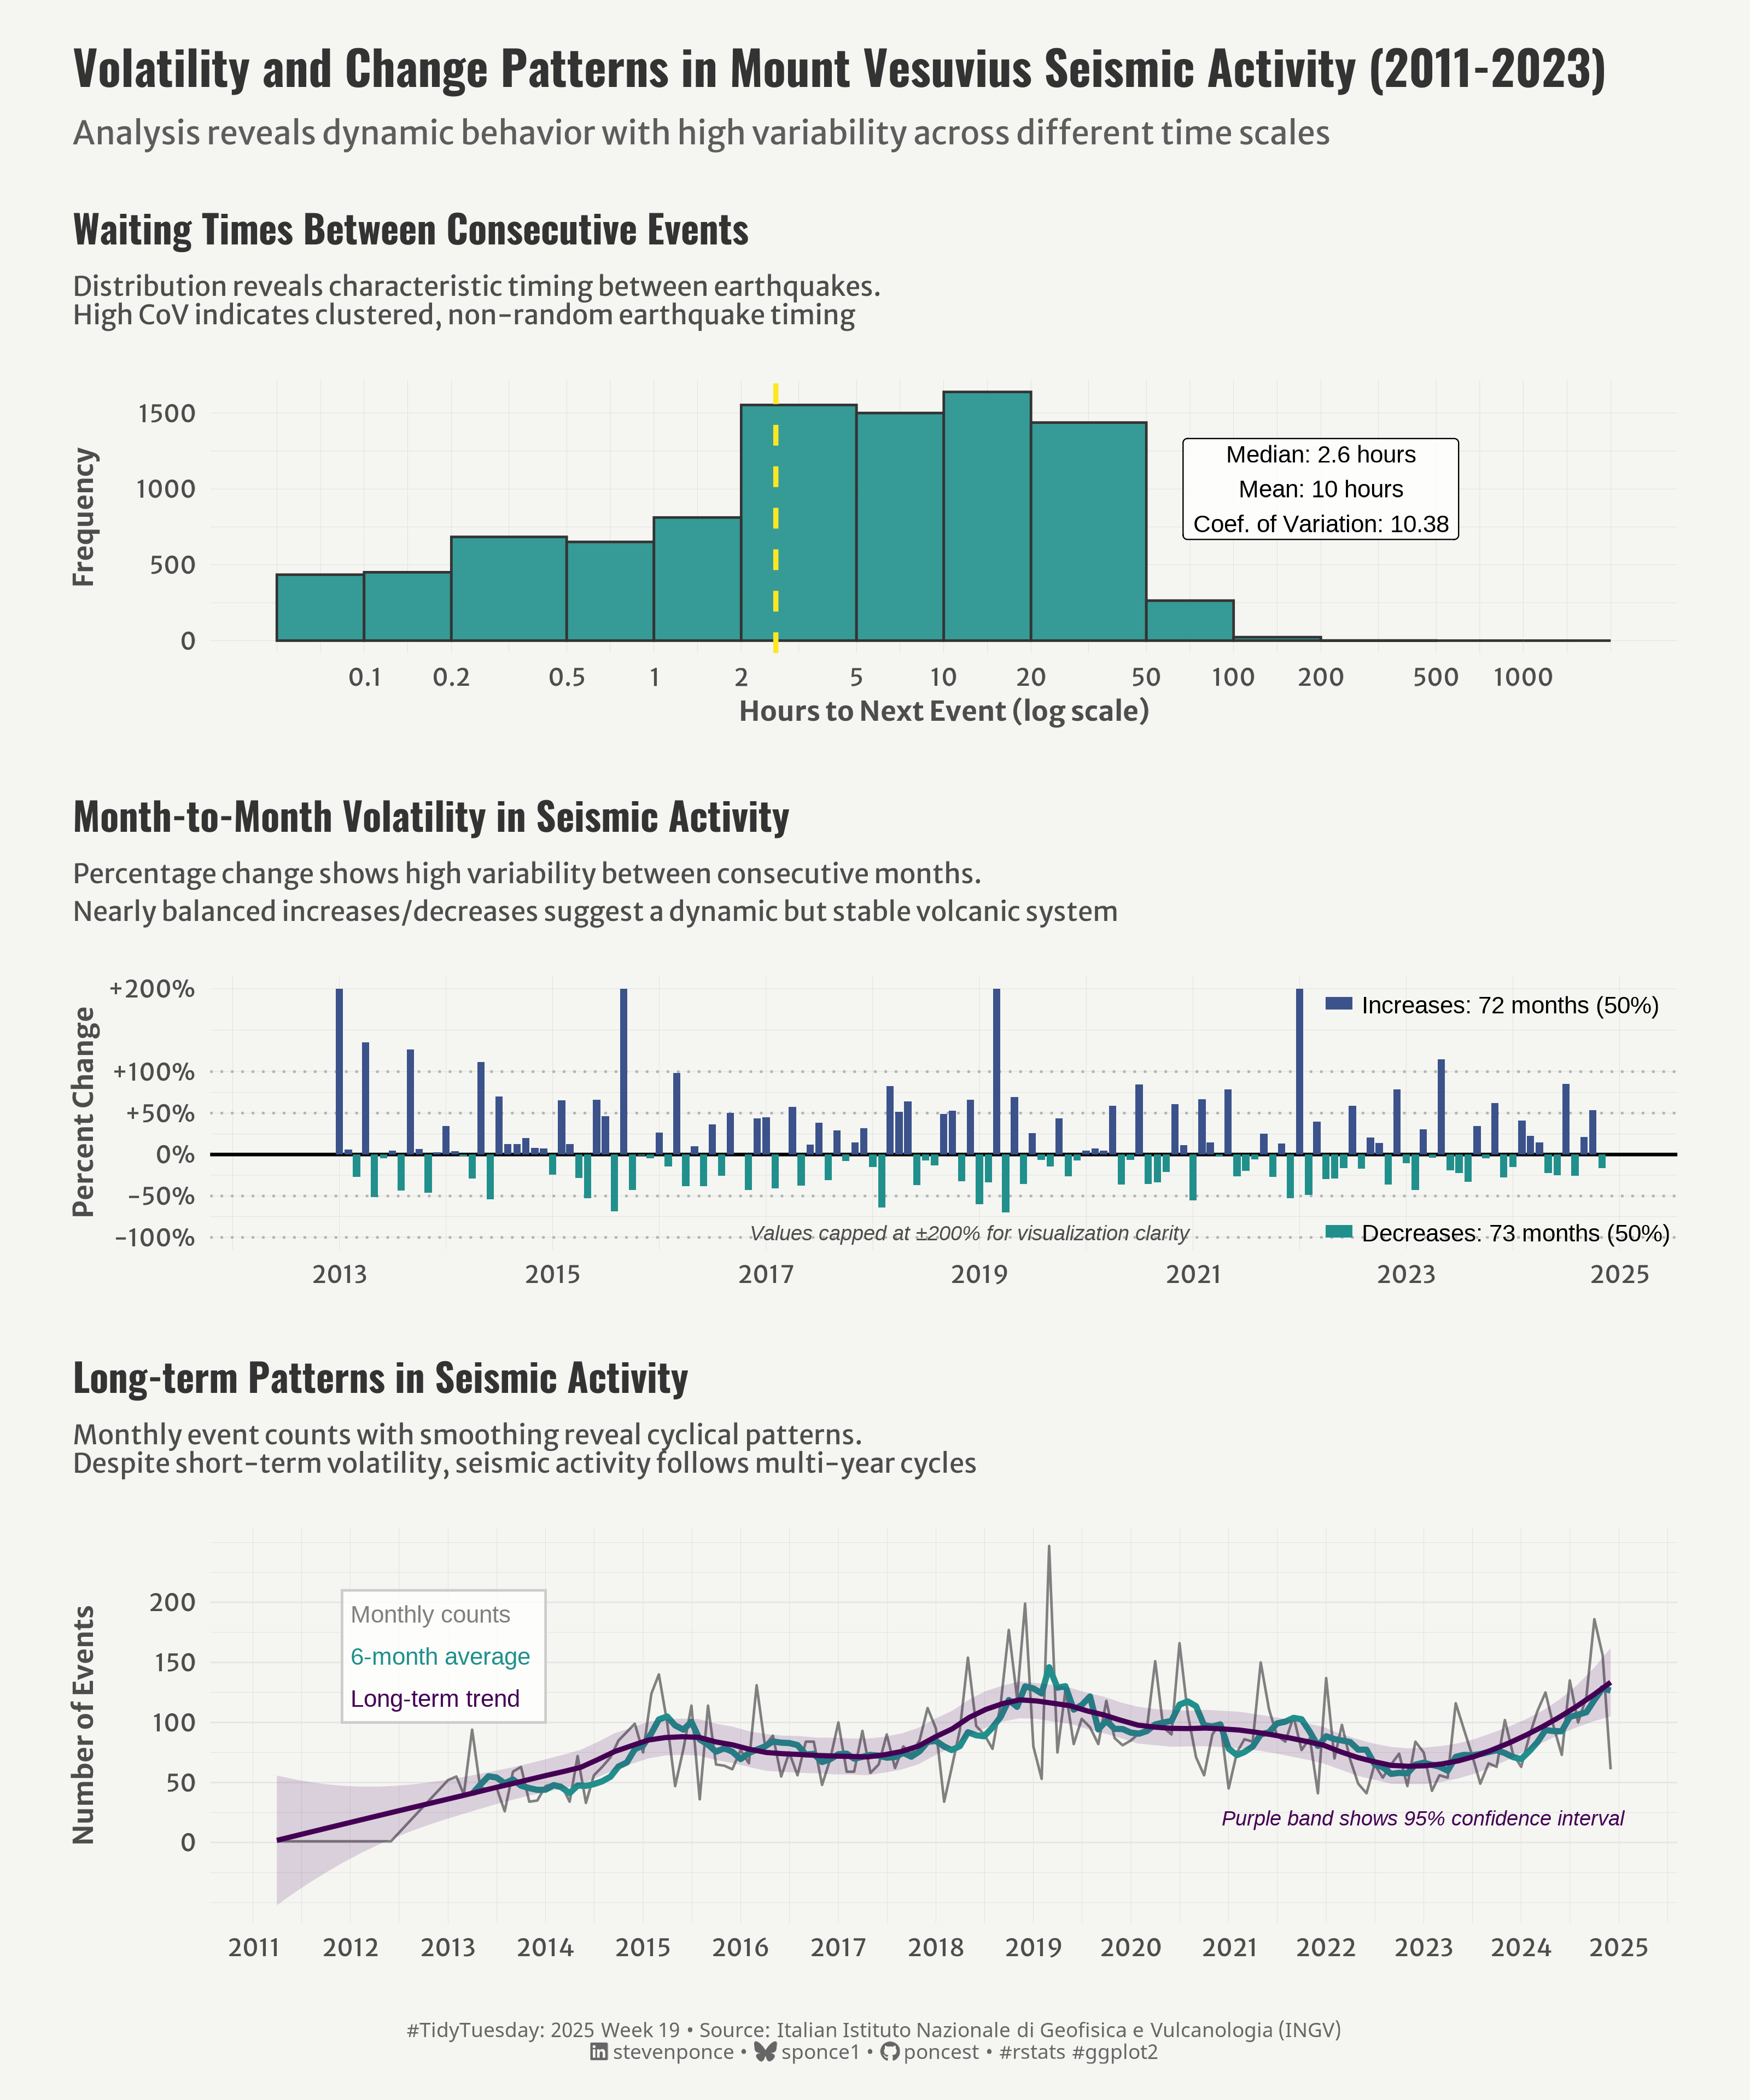 Volatility and Change Patterns in Mount Vesuvius Seismic Activity (2011-2023)
Analysis reveals dynamic behavior with high variability across different time scales
Waiting Times Between Consecutive Events
Distribution reveals characteristic timing between earthquakes.
High CoV indicates clustered, non-random earthquake timing
Frequency
1500
1000
500
0
Median: 2.6 hours
Mean: 10 hours
Coef. of Variation: 10.38
0.1 0.2 0.5 1 2 5 10 20 50 100 200 500 1000
Hours to Next Event (log scale)
Month-to-Month Volatility in Seismic Activity
Percentage change shows high variability between consecutive months.
Nearly balanced increases/decreases suggest a dynamic but stable volcanic system
Percent Change
+200%
+100%
+50%
0%
-50%
-100%
Increases: 72 months (50%)
Values capped at ±200% for visualization clarity
Decreases: 73 months (50%)
2013 2015 2017 2019 2021 2023 2025
Long-term Patterns in Seismic Activity
Monthly event counts with smoothing reveal cyclical patterns.
Despite short-term volatility, seismic activity follows multi-year cycles
Number of Events
200
150
100
50
0
Monthly counts
6-month average
Long-term trend
Purple band shows 95% confidence interval
2011 2012 2013 2014 2015 2016 2017 2018 2019 2020 2021 2022 2023 2024 2025
#TidyTuesday: 2025 Week 19 • Source: Italian Istituto Nazionale di Geofisica e Vulcanologia (INGV)
in stevenponce • sponce1 • poncest • #rstats #ggplot2